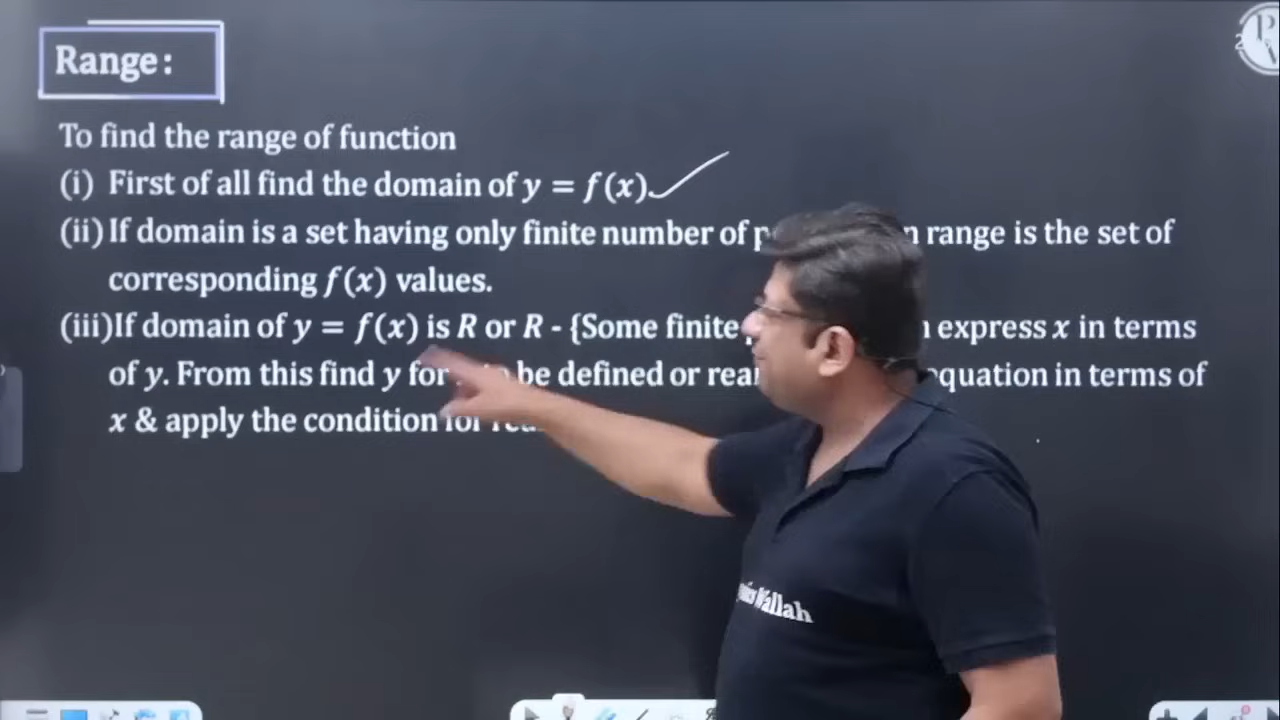 Range:
To find the range of function
(i) First of all find the domain of y = f(x).
(ii) If domain is a set having only finite number of range is the set of
corresponding f(x) values.
(iii) If domain of y = f(x) is R or R - {Some finite express x in terms
of y. From this find y for be defined or equation in terms of
x & apply the condition for
Wallah